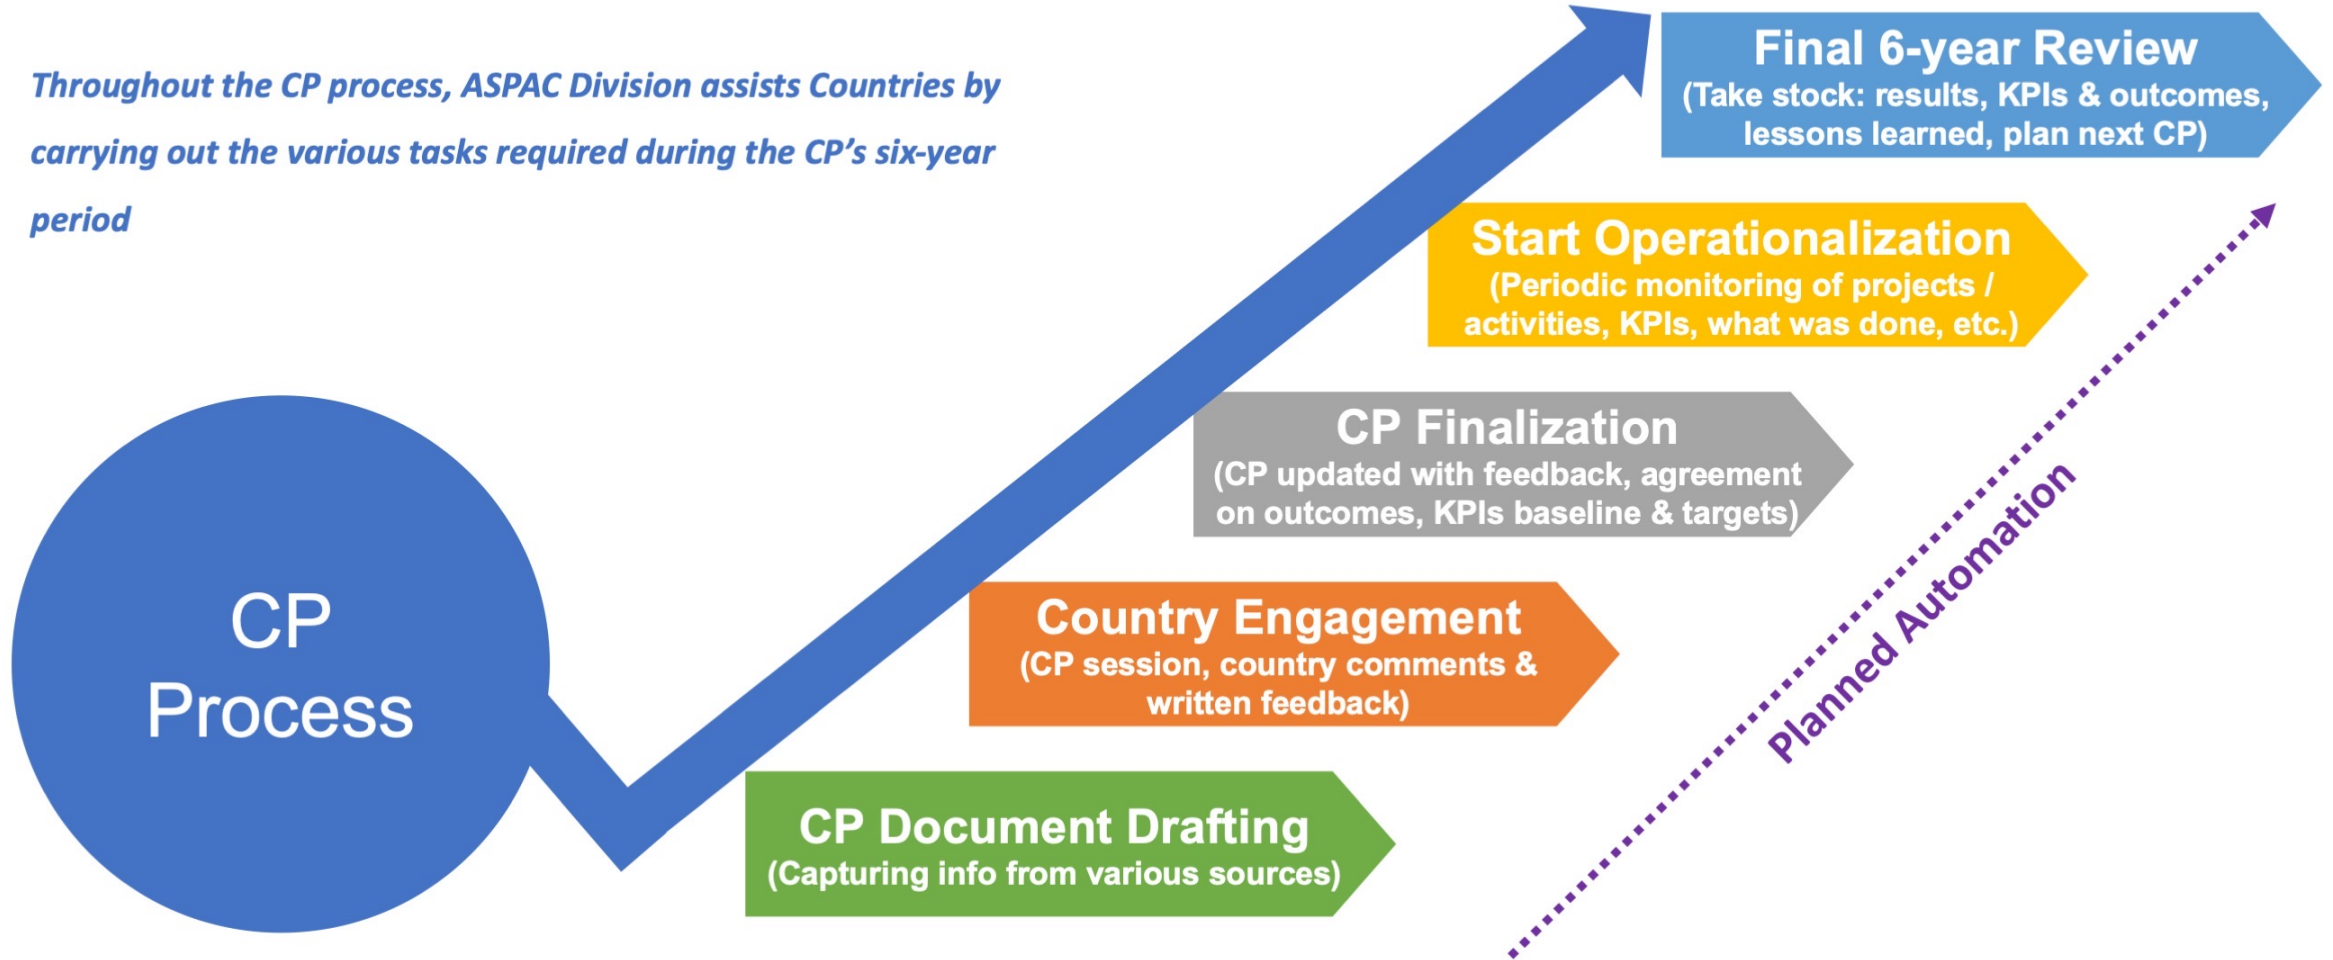 Throughout the CP process, ASPAC Division assists Countries by
carrying out the various tasks required during the CP’s six-year
period
Final 6-year Review
(Take stock: results, KPIs & outcomes,
lessons learned, plan next CP)
Start Operationalization
(Periodic monitoring of projects /
activities, KPIs, what was done, etc.)
CP Finalization
(CP updated with feedback, agreement
on outcomes, KPIs baseline & targets)
Country Engagement
(CP session, country comments &
written feedback)
CP Document Drafting
(Capturing info from various sources)
CP
Process
Planned Automation